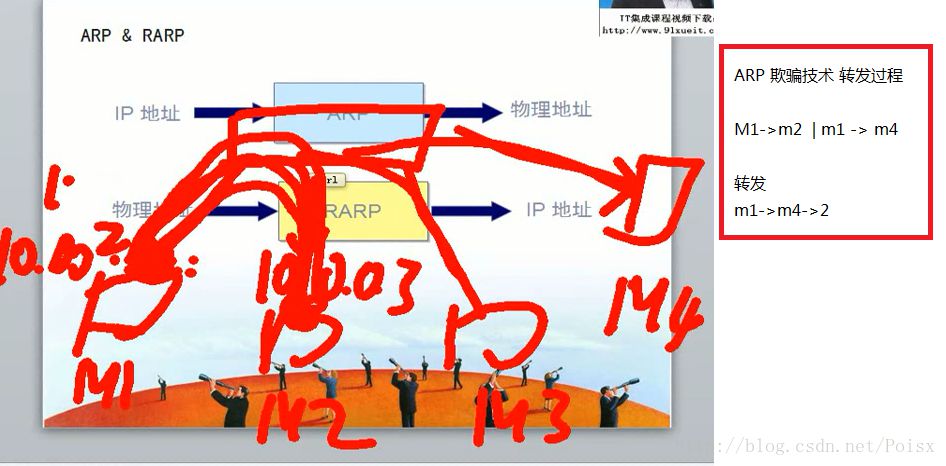 ARP & RARP
IT集成课程视频下载
http://www.91xueit.c
IP 地址
ARP
物理地址
物理地址
RARP
IP 地址
1:
10.0.0.2
10.0.0.3
M1
M2
M3
M4
ARP 欺骗技术 转发过程
M1->m2 | m1 -> m4
转发
m1->m4->2
http://blog.csdn.net/Poisx